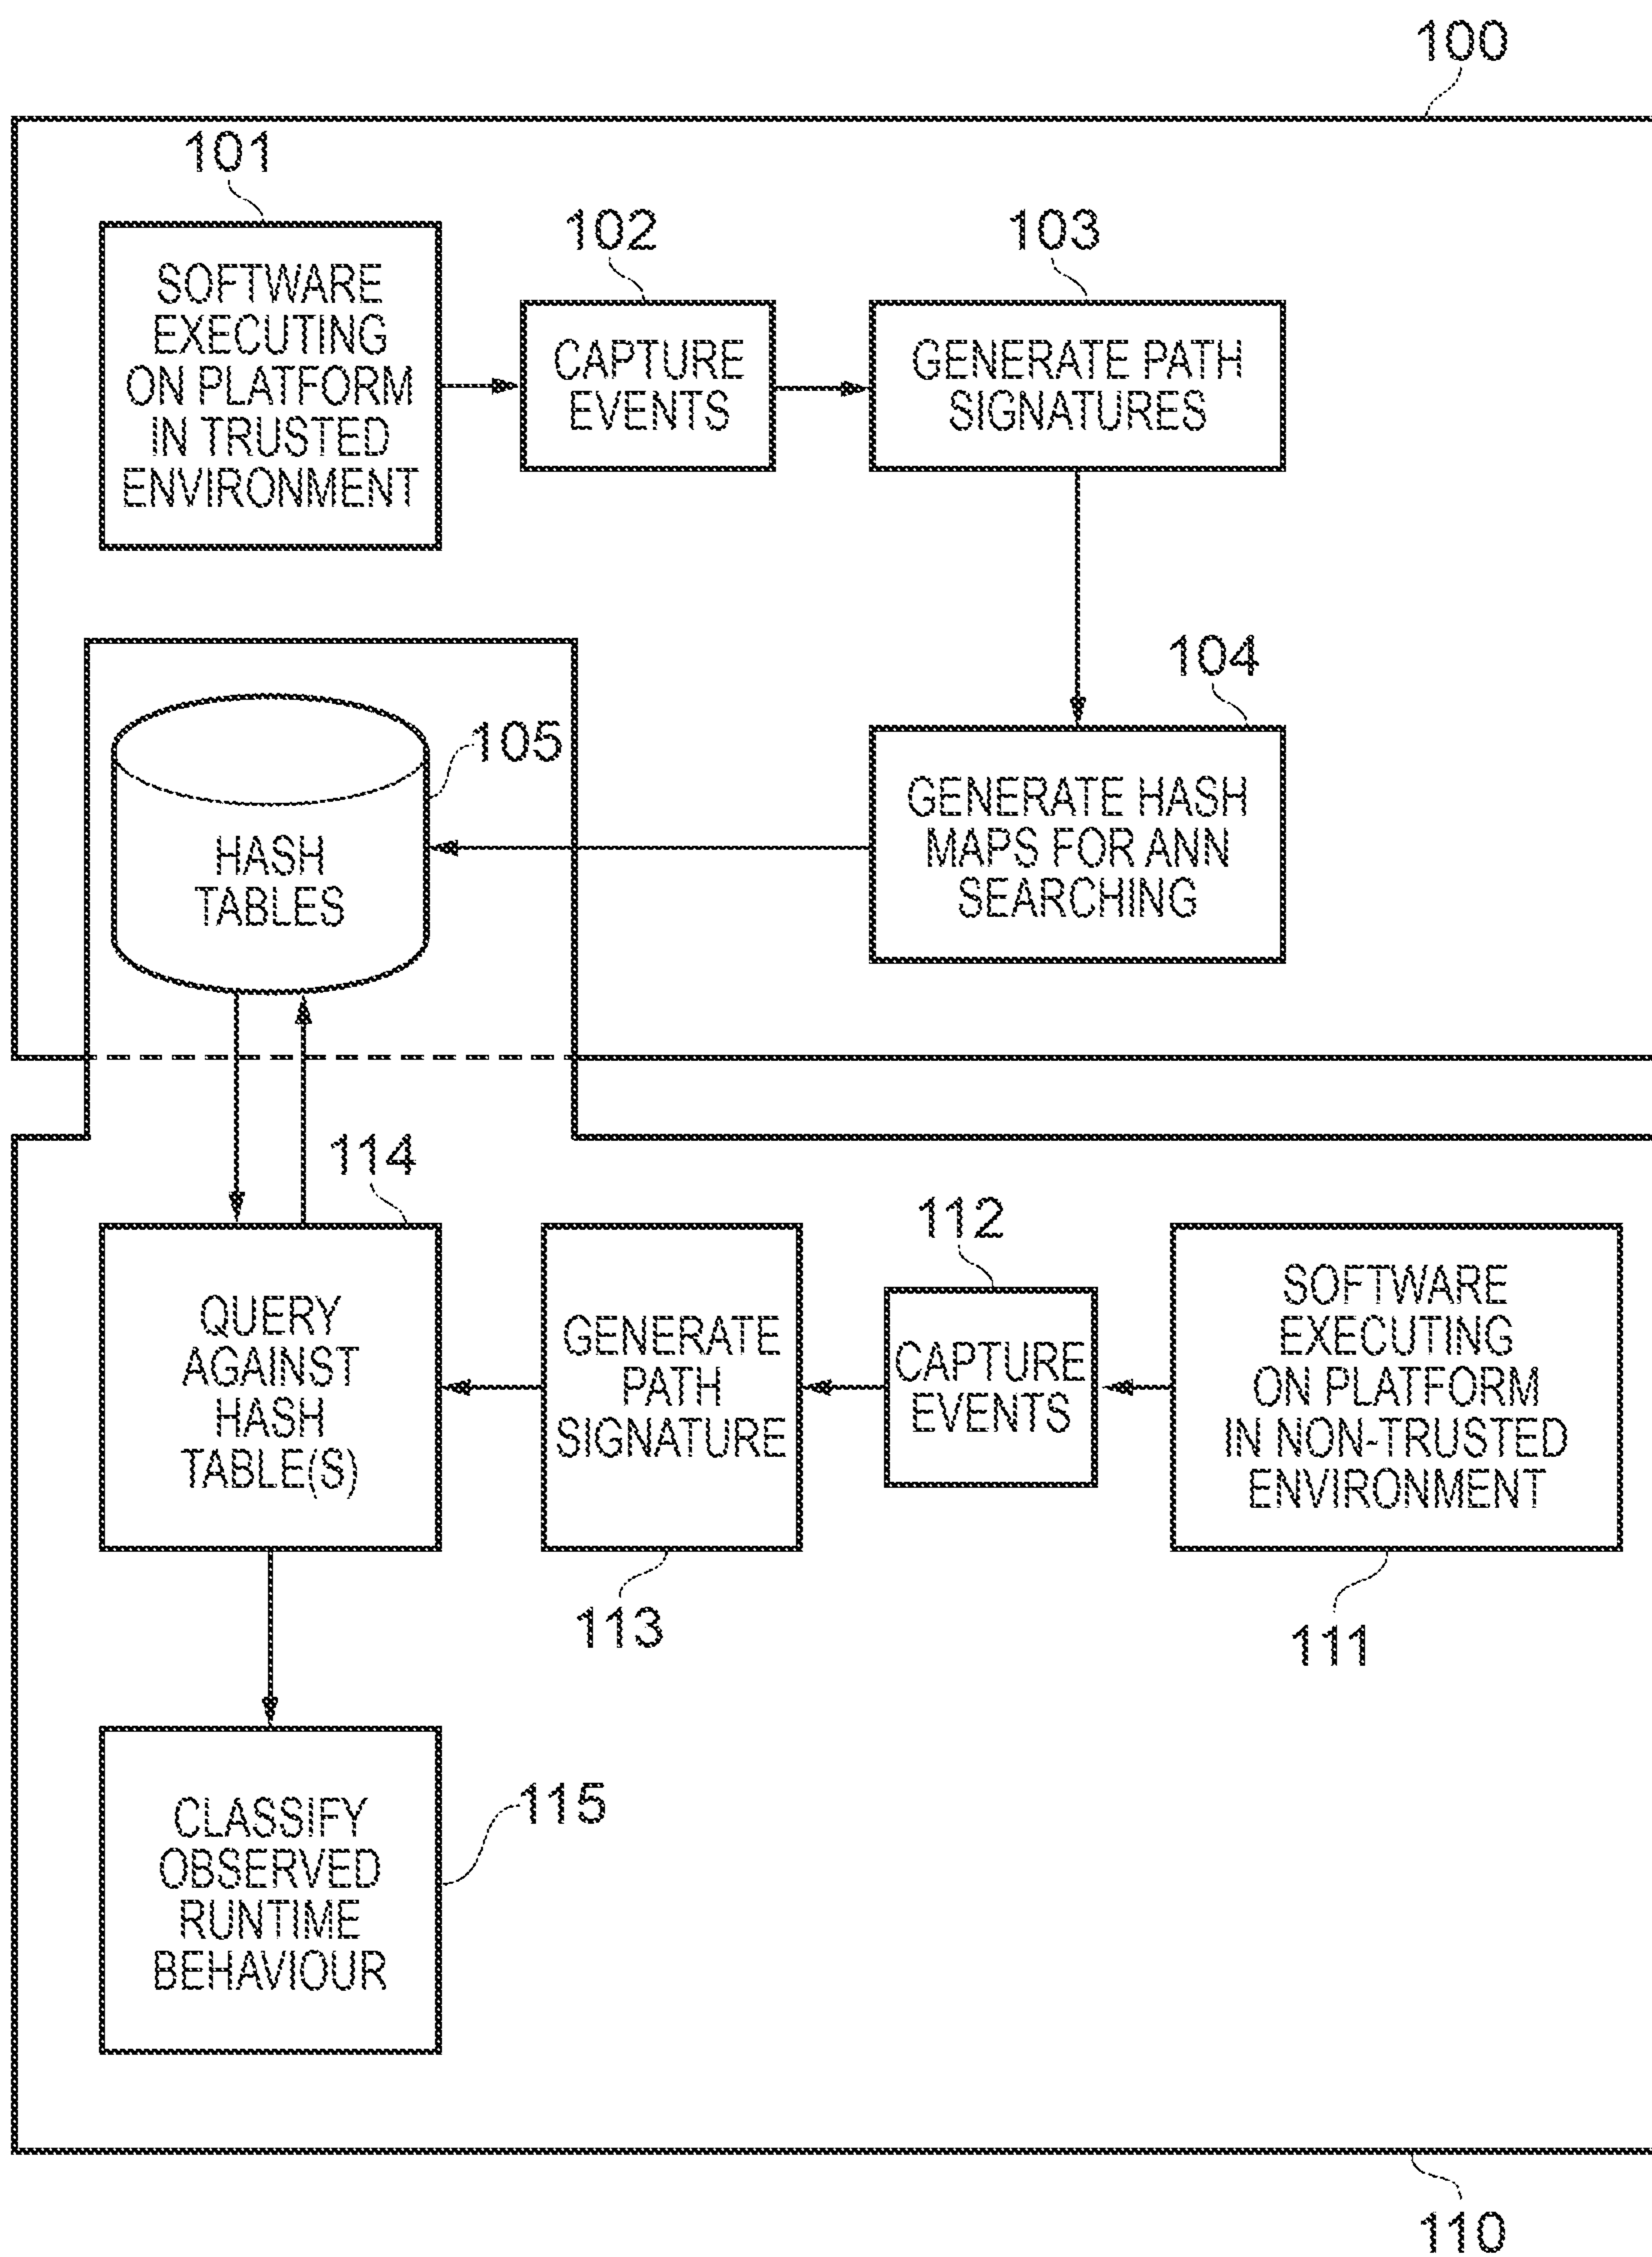 100
101
SOFTWARE
EXECUTING
ON PLATFORM
IN TRUSTED
ENVIRONMENT
102
CAPTURE
EVENTS
103
GENERATE PATH
SIGNATURES
104
GENERATE HASH
MAPS FOR ANN
SEARCHING
105
HASH
TABLES
114
QUERY
AGAINST
HASH
TABLE(S)
GENERATE
PATH
SIGNATURE
113
112
CAPTURE
EVENTS
SOFTWARE
EXECUTING
ON PLATFORM
IN NON-TRUSTED
ENVIRONMENT
111
CLASSIFY
OBSERVED
RUNTIME
BEHAVIOUR
115
110